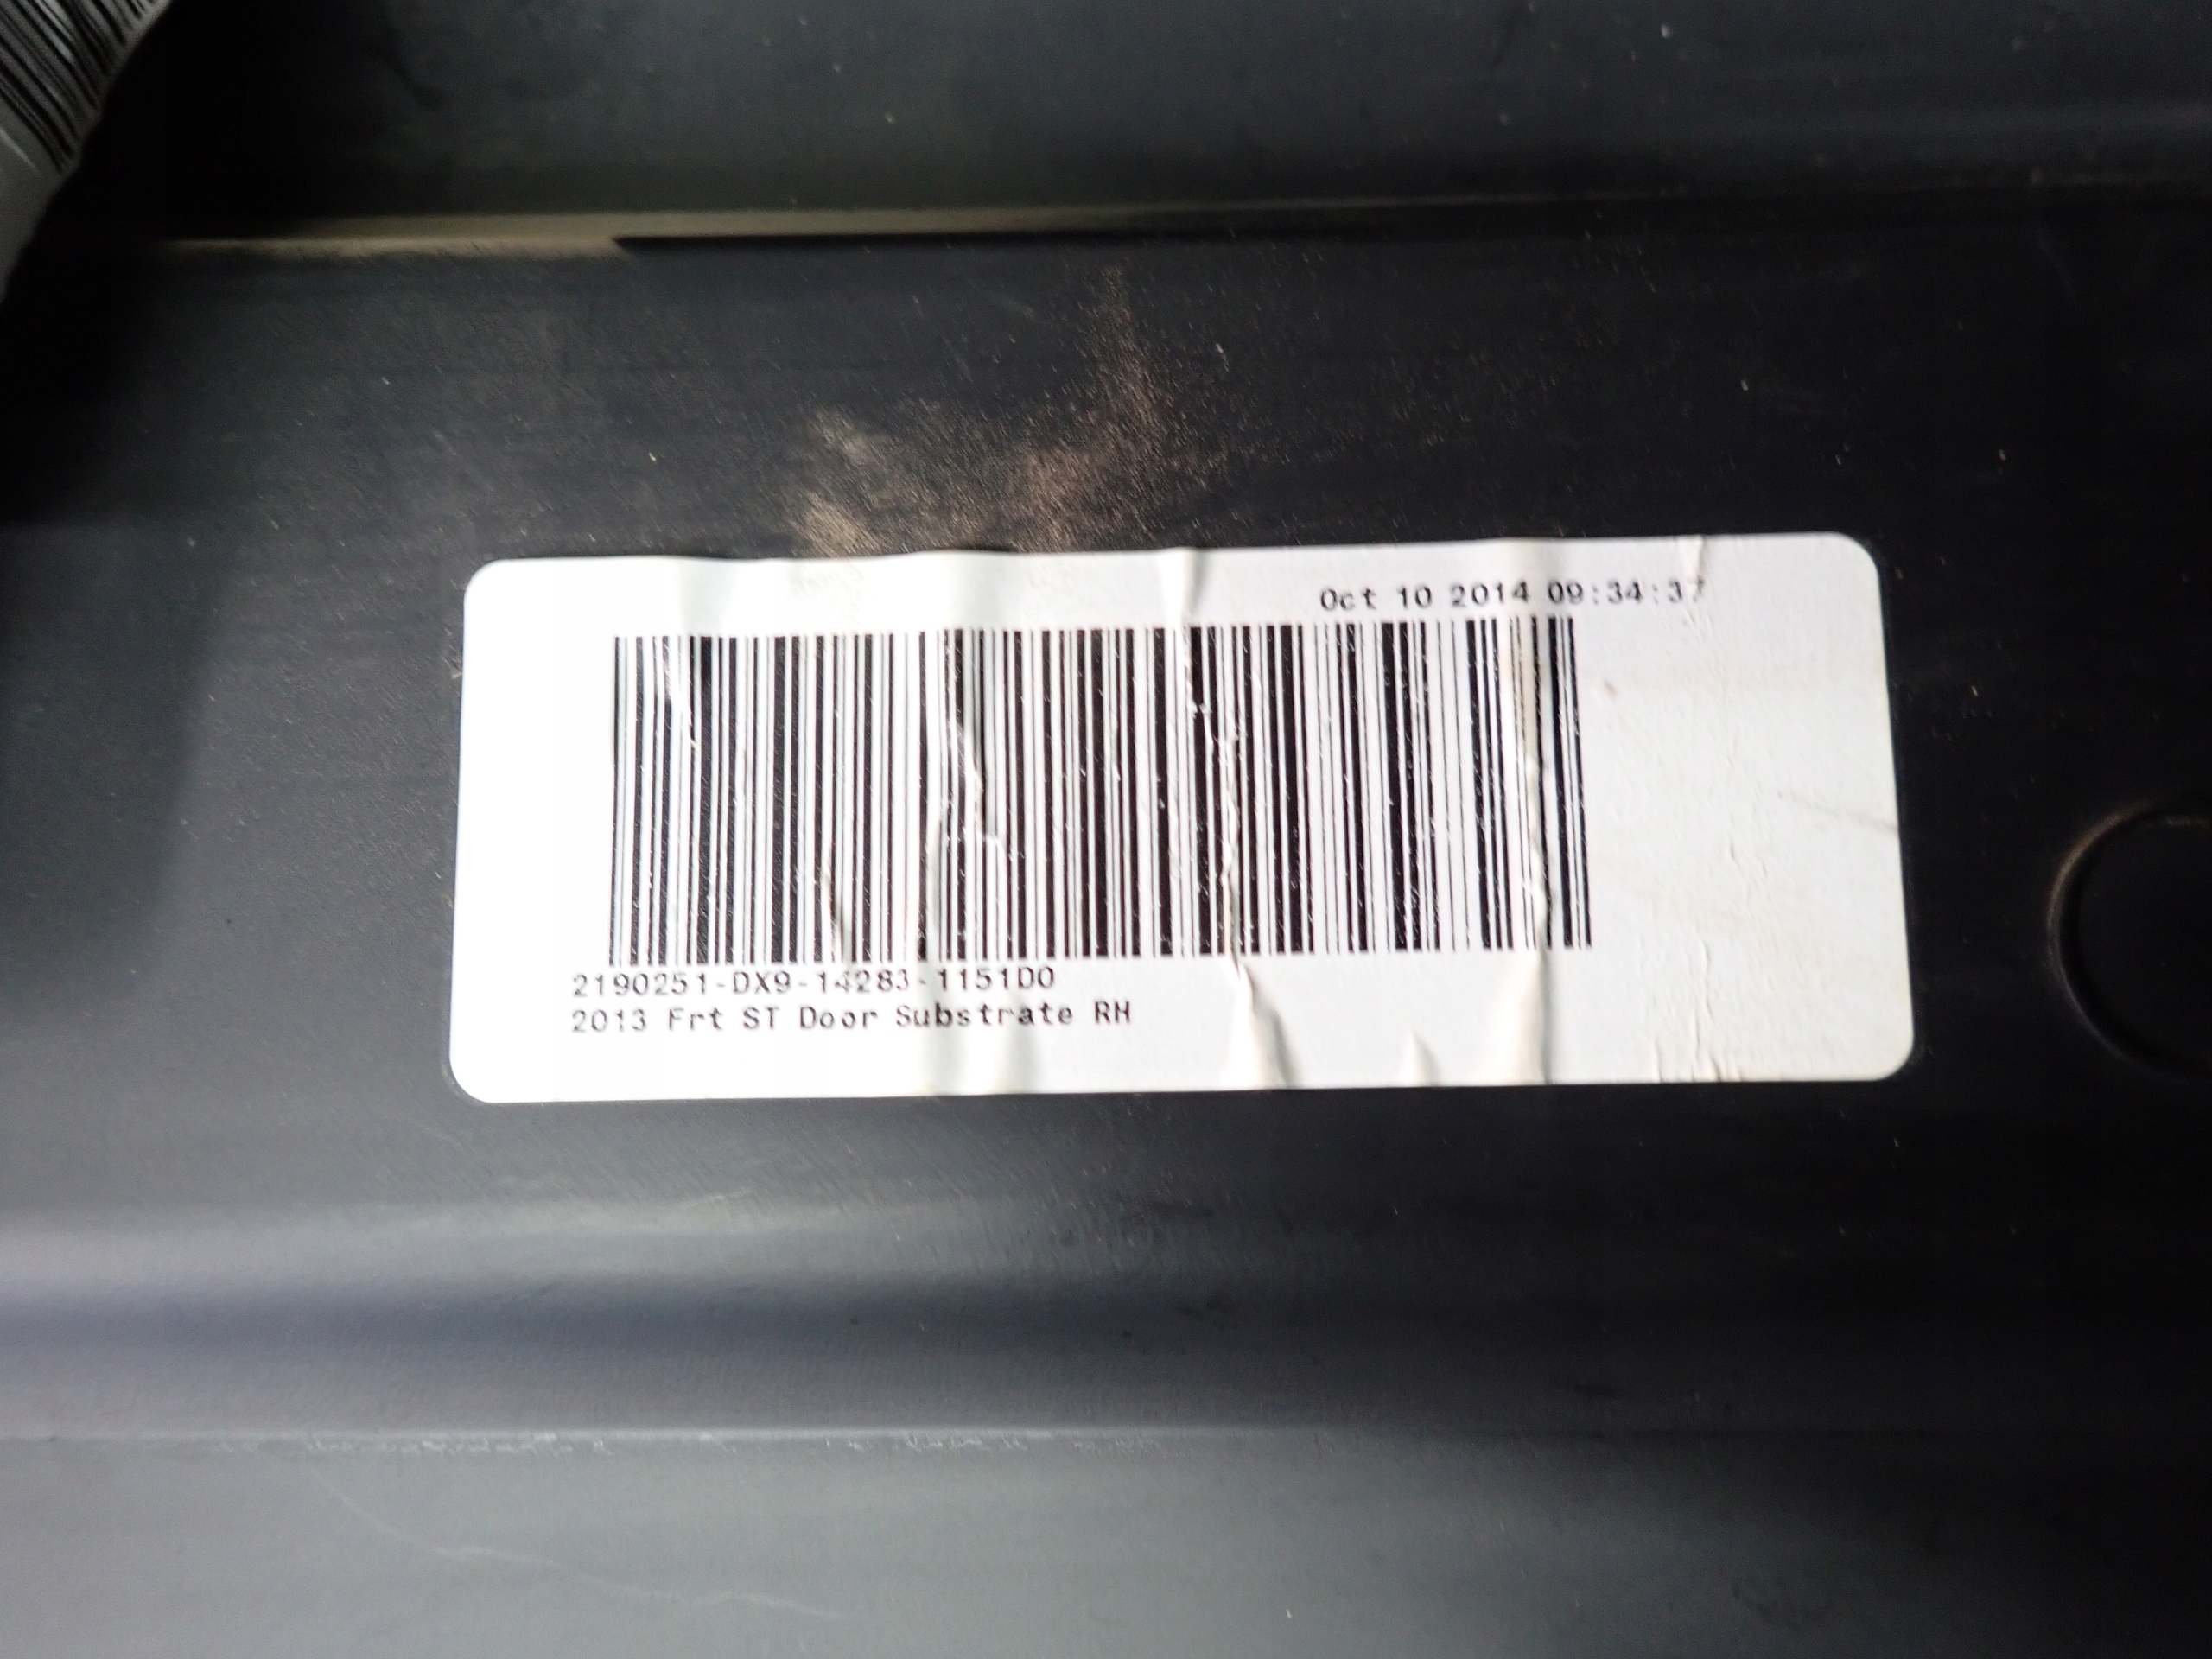 Oct 10 2014 09:34:37
2190251-DX9-14283-1151D0
2013 Frt ST Door Substrate RH